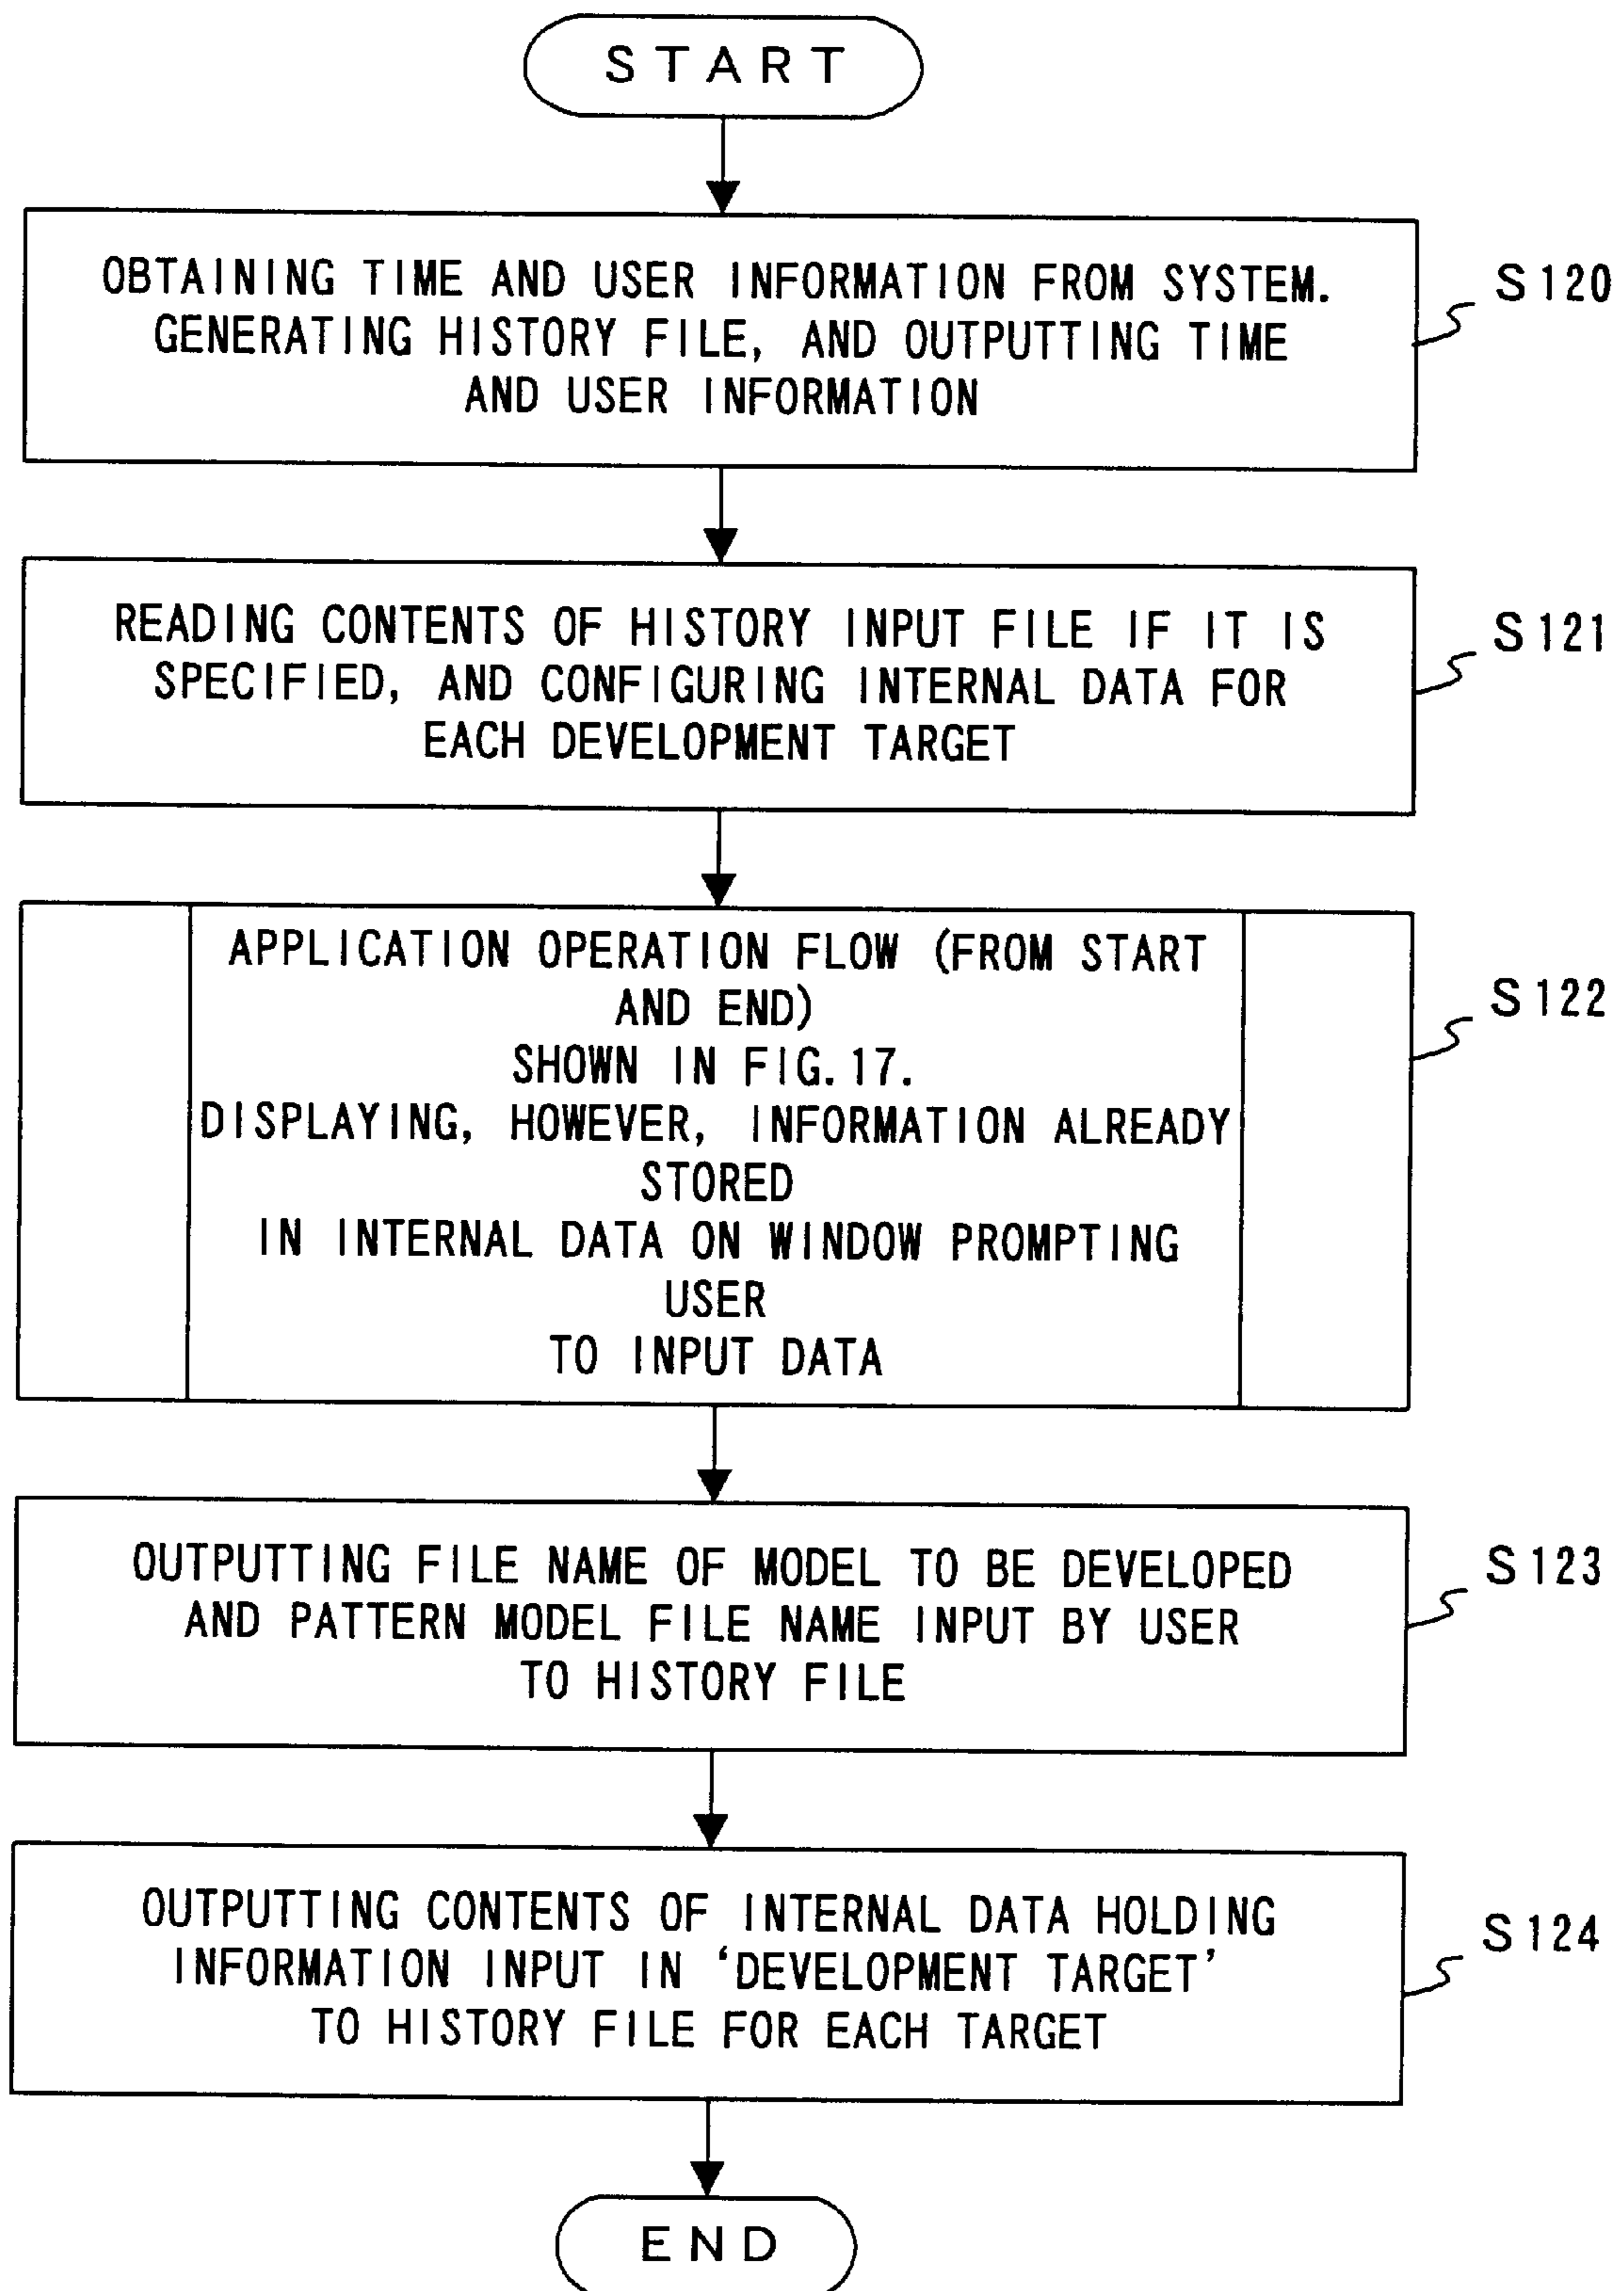 START
OBTAINING TIME AND USER INFORMATION FROM SYSTEM.
GENERATING HISTORY FILE, AND OUTPUTTING TIME
AND USER INFORMATION
S120
READING CONTENTS OF HISTORY INPUT FILE IF IT IS
SPECIFIED, AND CONFIGURING INTERNAL DATA FOR
EACH DEVELOPMENT TARGET
S121
APPLICATION OPERATION FLOW (FROM START
AND END)
SHOWN IN FIG.17.
DISPLAYING, HOWEVER, INFORMATION ALREADY
STORED
IN INTERNAL DATA ON WINDOW PROMPTING
USER
TO INPUT DATA
S122
OUTPUTTING FILE NAME OF MODEL TO BE DEVELOPED
AND PATTERN MODEL FILE NAME INPUT BY USER
TO HISTORY FILE
S123
OUTPUTTING CONTENTS OF INTERNAL DATA HOLDING
INFORMATION INPUT IN ‘DEVELOPMENT TARGET’
TO HISTORY FILE FOR EACH TARGET
S124
END